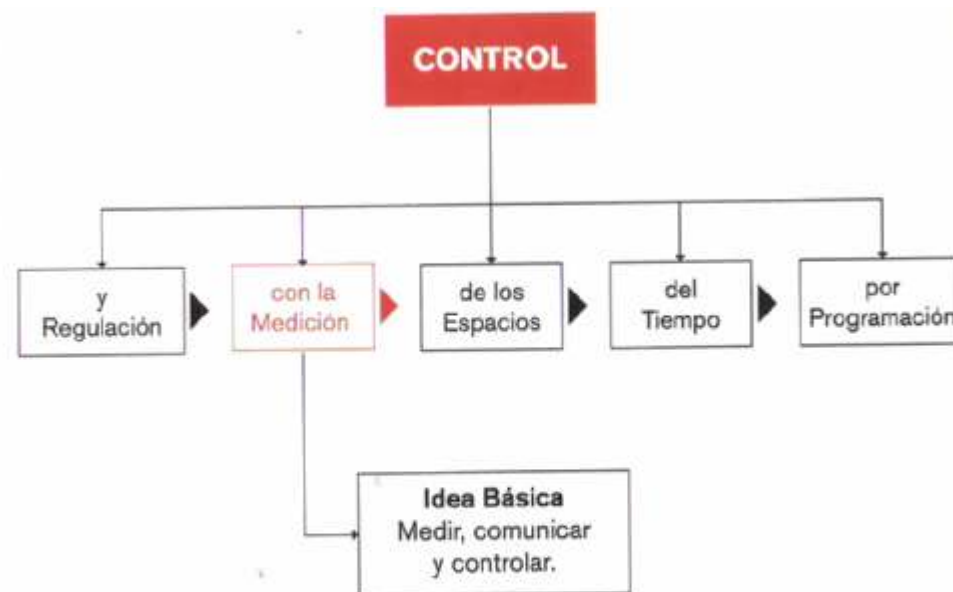 CONTROL
y
Regulación
con la
Medición
de los
Espacios
del
Tiempo
por
Programación
Idea Básica
Medir, comunicar
y controlar.